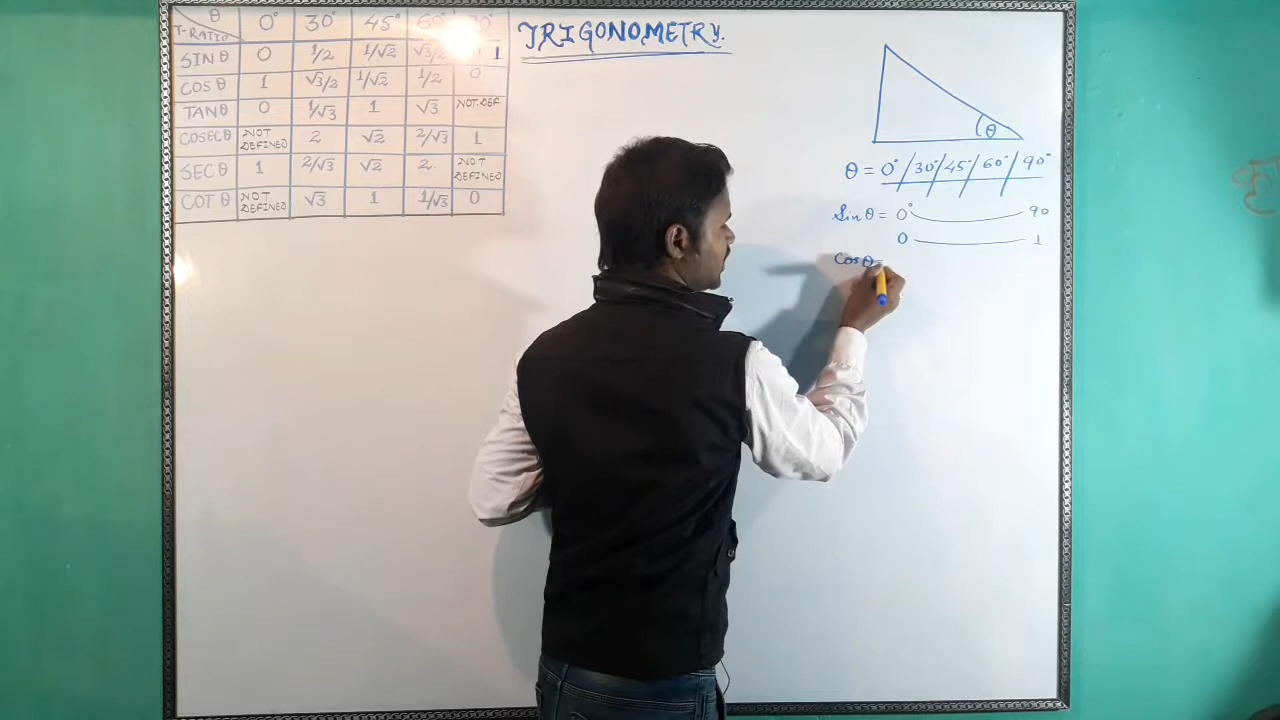 θ 0° 30° 45° 60°
T-RATIO
SIN θ 0 1/2 1/√2 √3/2 1
COS θ 1 √3/2 1/√2 1/2 0
TAN θ 0 1/√3 1 √3 NOT. DEF
COSEC θ NOT DEFINED 2 √2 2/√3 1
SEC θ 1 2/√3 √2 2 NOT DEFINED
COT θ NOT DEFINED √3 1 1/√3 0
TRIGONOMETRY.
θ
θ = 0° / 30° / 45° / 60° / 90°
Sin θ = 0° 90
0 1
Cos θ =